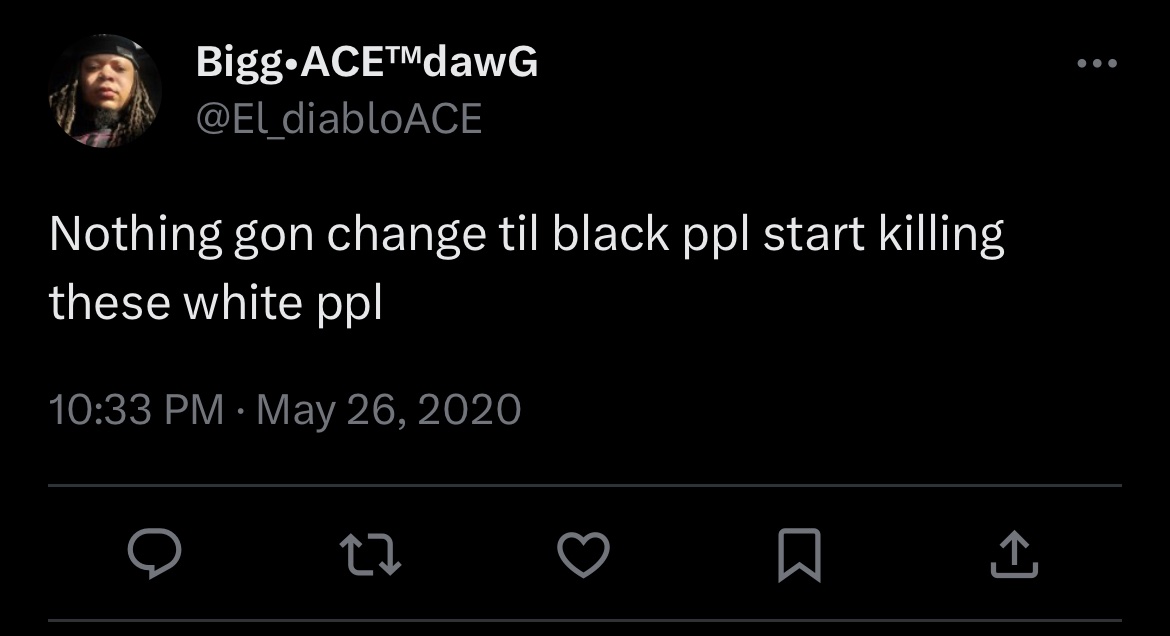 Bigg•ACE™dawG
@El_diabloACE
Nothing gon change til black ppl start killing
these white ppl
10:33 PM · May 26, 2020